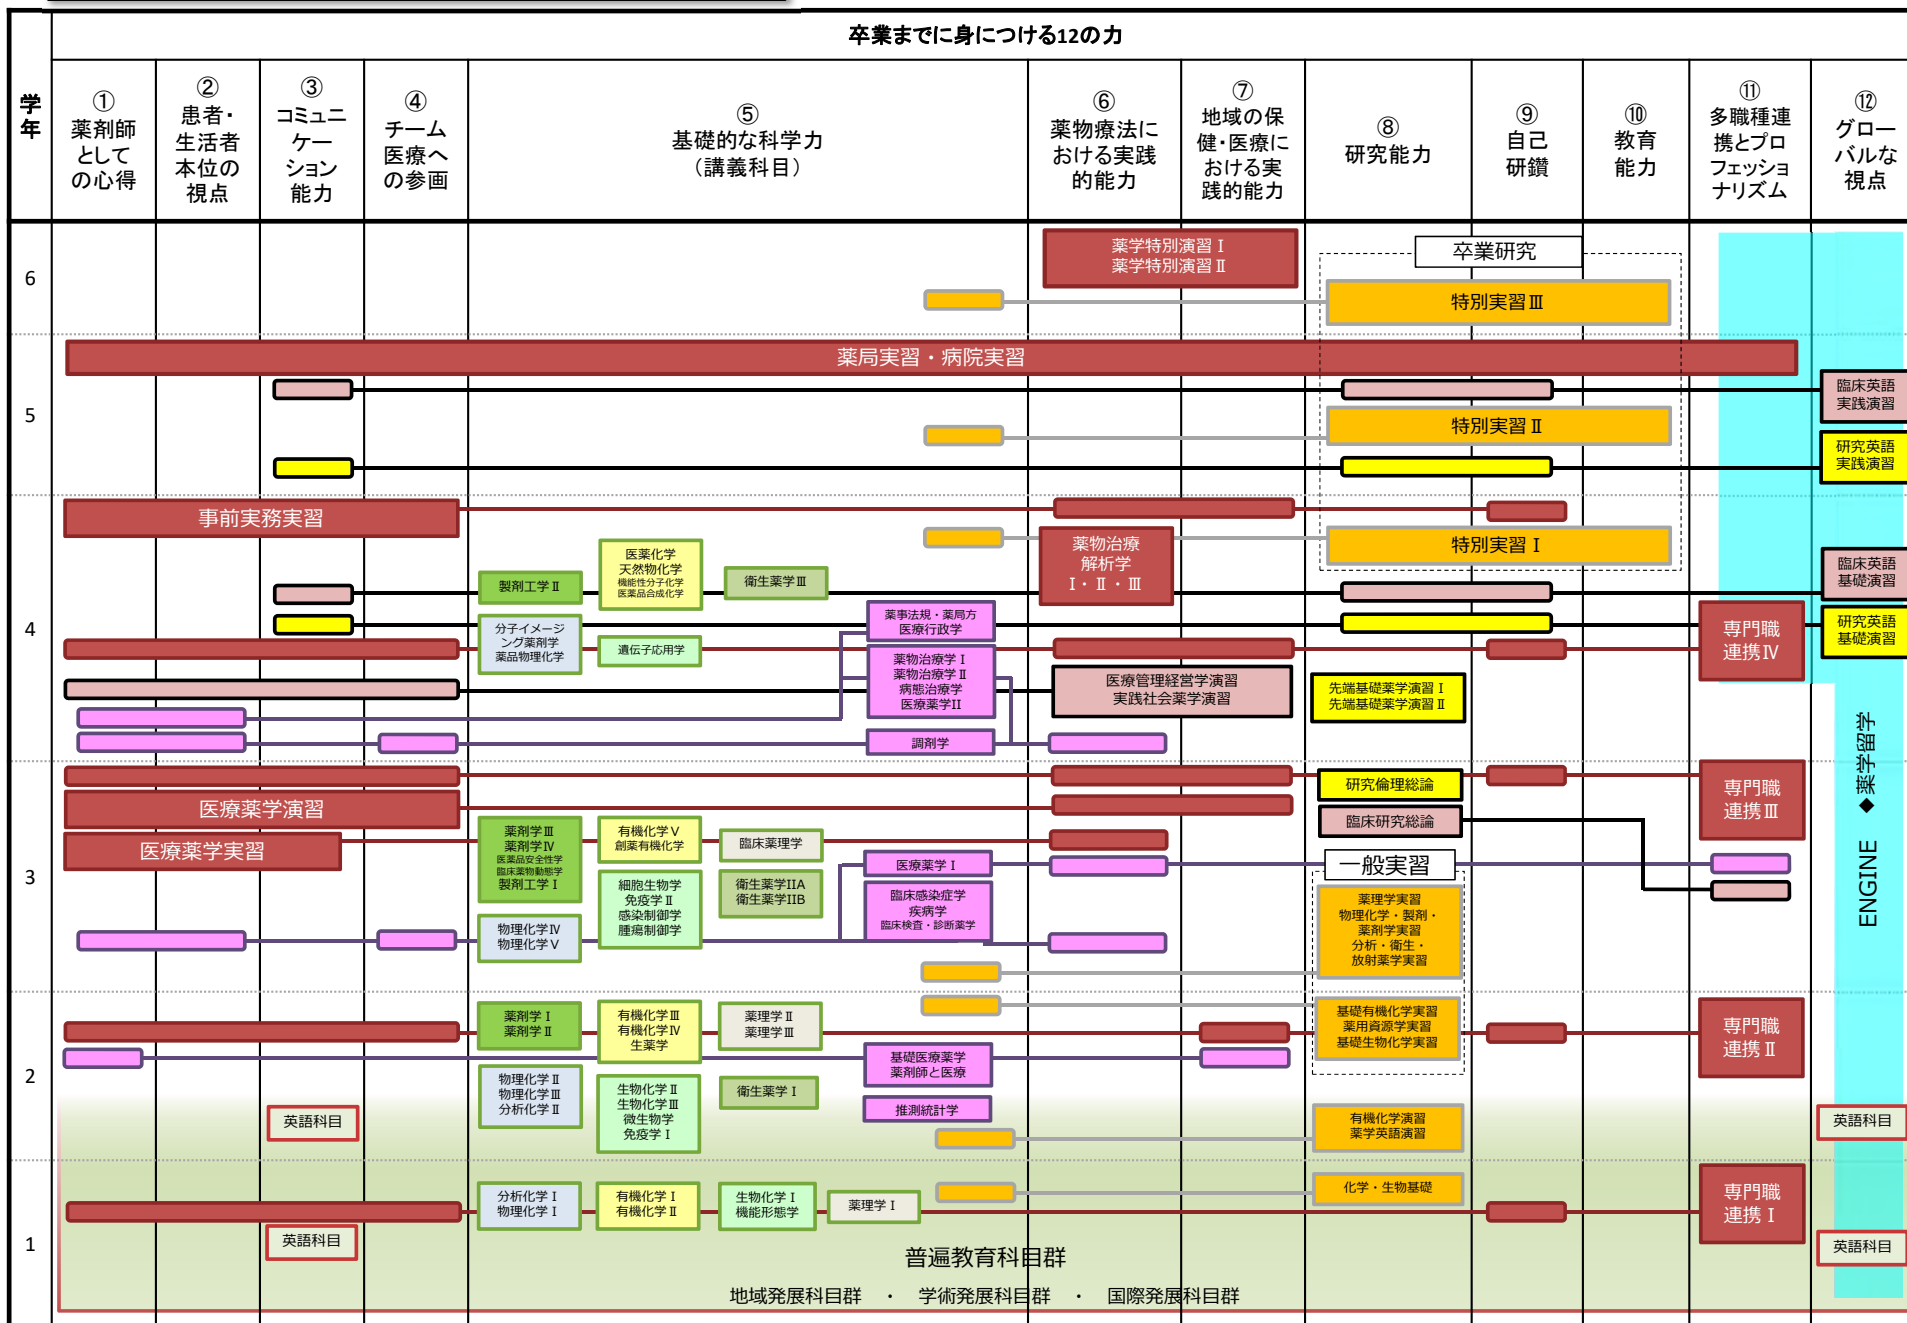 卒業までに身につける12の力
学年
①
薬剤師
としての
の心得
②
患者・
生活者
本位の
視点
③
コミュニ
ケー
ション
能力
④
チーム
医療へ
の参画
⑤
基礎的な科学力
（講義科目）
⑥
薬物療法に
おける実践
的能力
⑦
地域の保
健・医療に
おける実
践的能力
⑧
研究能力
⑨
自己
研鑽
⑩
教育
能力
⑪
多職種連
携とプロ
フェッショ
ナリズム
⑫
グロー
バルな
視点
6
薬学特別演習Ⅰ
薬学特別演習Ⅱ
卒業研究
特別実習Ⅲ
5
薬局実習・病院実習
臨床英語
実践演習
特別実習Ⅱ
研究英語
実践演習
4
事前実務実習
薬物治療
解析学
Ⅰ・Ⅱ・Ⅲ
特別実習Ⅰ
製剤工学Ⅱ
医薬化学
天然物化学
機能性分子化学
医薬品合成化学
衛生薬学Ⅲ
臨床英語
基礎演習
分子イメージ
ング薬剤学
薬品物理化学
遺伝子応用学
薬事法規・薬局方
医療行政学
専門職
連携Ⅳ
研究英語
基礎演習
薬物治療学Ⅰ
薬物治療学Ⅱ
病態治療学
医療薬学II
医療管理経営学演習
実践社会薬学演習
先端基礎薬学演習Ⅰ
先端基礎薬学演習Ⅱ
調剤学
ENGINE ◆薬学留学
3
研究倫理総論
専門職
連携Ⅲ
医療薬学演習
臨床研究総論
医療薬学実習
薬剤学Ⅲ
薬剤学Ⅳ
医薬品安全性学
臨床薬物動態学
製剤工学Ⅰ
有機化学Ⅴ
創薬有機化学
臨床薬理学
医療薬学Ⅰ
一般実習
細胞生物学
免疫学Ⅱ
感染制御学
腫瘍制御学
衛生薬学IIA
衛生薬学IIB
臨床感染症学
疾病学
臨床検査・診断薬学
薬理学実習
物理化学・製剤・
薬剤学実習
分析・衛生・
放射薬学実習
物理化学Ⅳ
物理化学Ⅴ
2
薬剤学Ⅰ
薬剤学Ⅱ
有機化学Ⅲ
有機化学Ⅳ
生薬学
薬理学Ⅱ
薬理学Ⅲ
基礎有機化学実習
薬用資源学実習
基礎生物化学実習
専門職
連携Ⅱ
基礎医療薬学
薬剤師と医療
物理化学Ⅱ
物理化学Ⅲ
分析化学Ⅱ
生物化学Ⅱ
生物化学Ⅲ
微生物学
免疫学Ⅰ
衛生薬学Ⅰ
推測統計学
英語科目
有機化学演習
薬学英語演習
英語科目
1
分析化学Ⅰ
物理化学Ⅰ
有機化学Ⅰ
有機化学Ⅱ
生物化学Ⅰ
機能形態学
薬理学Ⅰ
化学・生物基礎
専門職
連携Ⅰ
英語科目
英語科目
普遍教育科目群
地域発展科目群　・　学術発展科目群　・　国際発展科目群